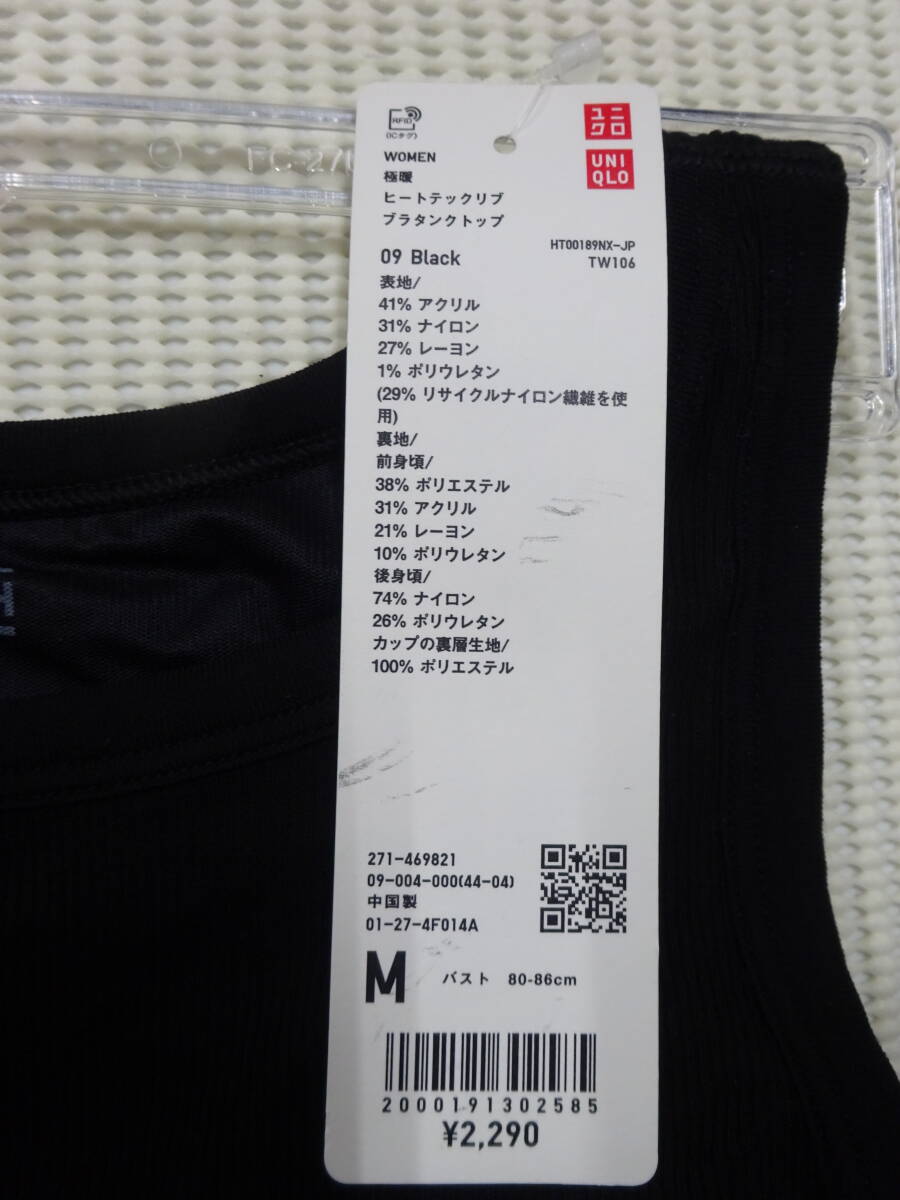 RFID
(ICタグ)
ユニ
クロ
UNI
QLO
WOMEN
極暖
ヒートテックリブ
ブラタンクトップ
HT00189NX-JP
09 Black
TW106
表地/
41% アクリル
31% ナイロン
27% レーヨン
1% ポリウレタン
(29% リサイクルナイロン繊維を使
用)
裏地/
前身頃/
38% ポリエステル
31% アクリル
21% レーヨン
10% ポリウレタン
後身頃/
74% ナイロン
26% ポリウレタン
カップの裏層生地/
100% ポリエステル
271-469821
09-004-000(44-04)
中国製
01-27-4F014A
M バスト 80-86cm
2000191302585
¥2,290